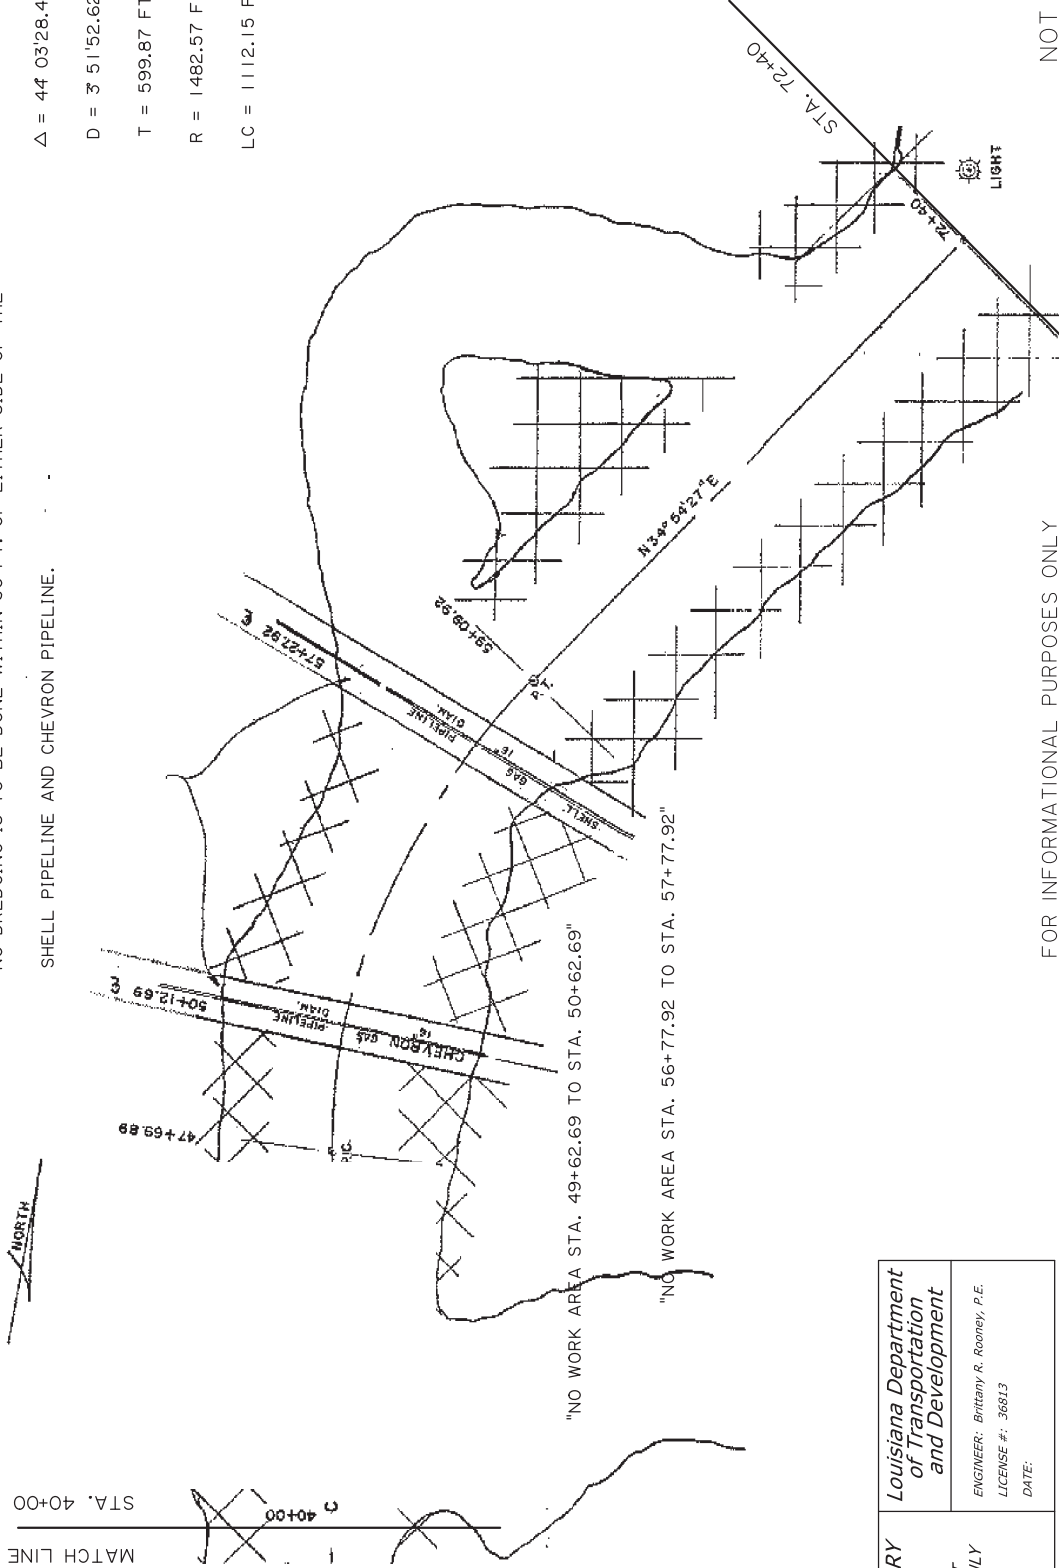 Δ = 44° 03'28.4
D = 3° 51'52.62
T = 599.87 FT
R = 1482.57 F
LC = 1112.15 F
SHELL PIPELINE AND CHEVRON PIPELINE.
NOT
STA. 72+40
72+40
LIGHT
N 34° 54' 27" E
59+09.92
57+27.92 ℄
SHELL GAS 16" PIPELINE DIAM.
50+12.69 ℄
CHEVRON GAS 16" PIPELINE DIAM.
47+69.89
P.C.
"NO WORK AREA STA. 49+62.69 TO STA. 50+62.69"
"NO WORK AREA STA. 56+77.92 TO STA. 57+77.92"
FOR INFORMATIONAL PURPOSES ONLY
NORTH
MATCH LINE STA. 40+00
40+00
C
Louisiana Department
of Transportation
and Development
ENGINEER: Brittany R. Rooney, P.E.
LICENSE #: 36813
DATE:
RY
T
NLY